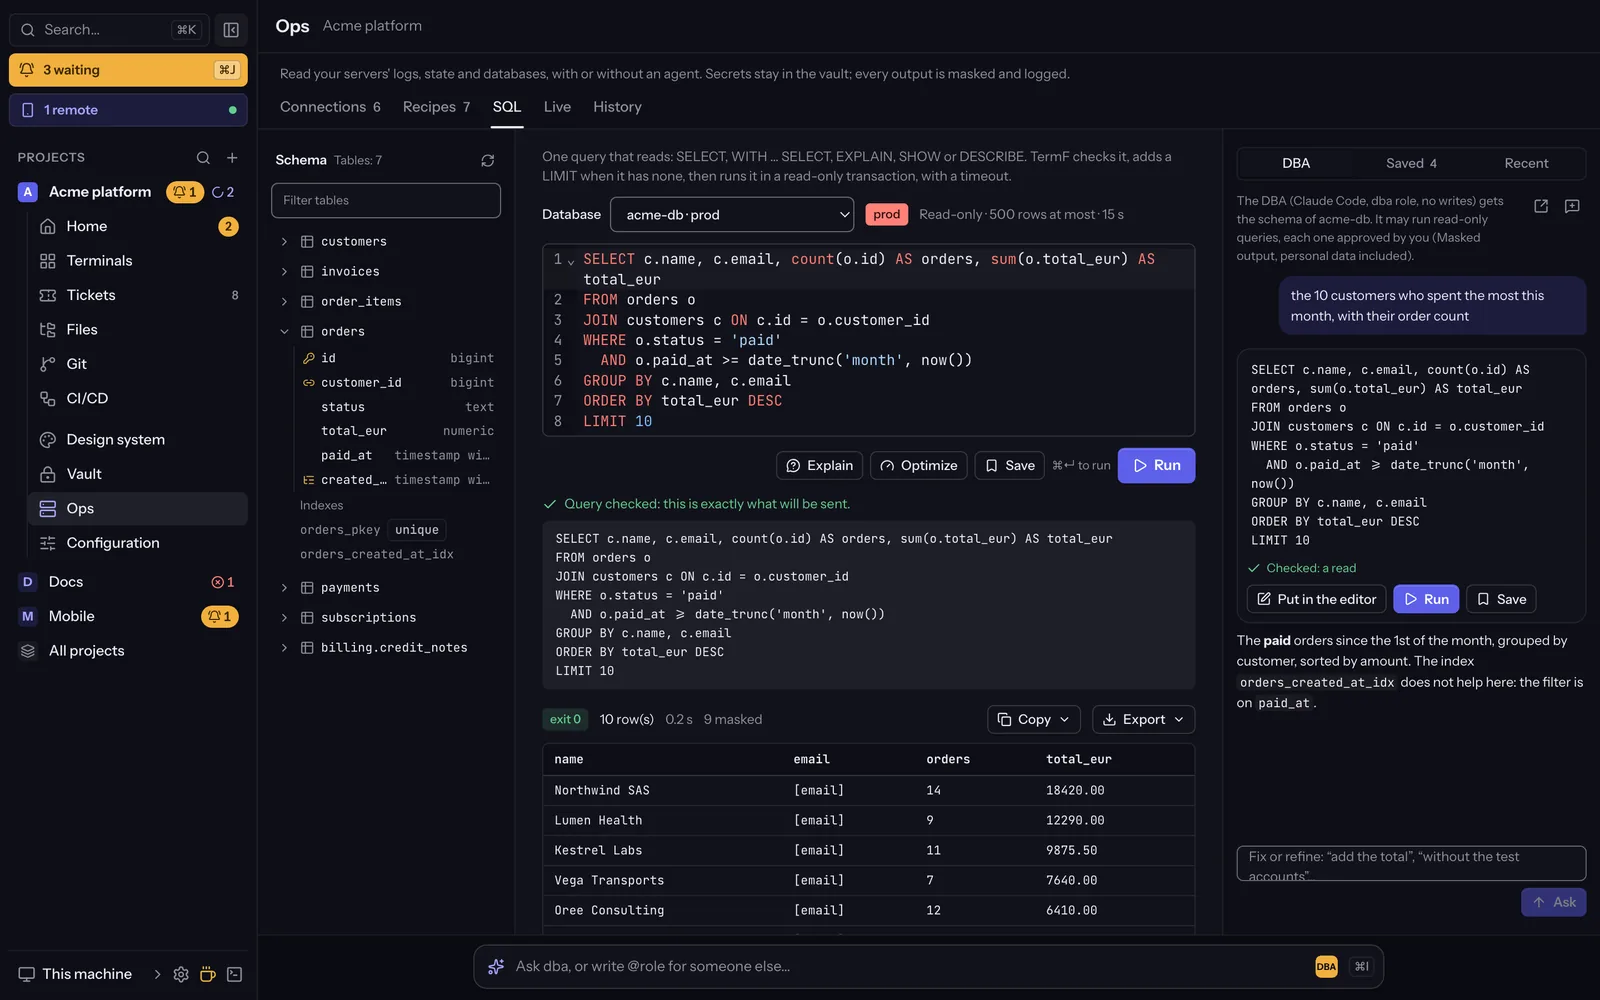 Search...
⌘K
3 waiting
⌘J
1 remote
PROJECTS
A
Acme platform
1
2
Home
2
Terminals
Tickets
8
Files
Git
CI/CD
Design system
Vault
Ops
Configuration
D
Docs
1
M
Mobile
1
All projects
This machine
Ops
Acme platform
Read your servers' logs, state and databases, with or without an agent. Secrets stay in the vault; every output is masked and logged.
Connections 6
Recipes 7
SQL
Live
History
Schema
Tables: 7
Filter tables
customers
invoices
order_items
orders
id
bigint
customer_id
bigint
status
text
total_eur
numeric
paid_at
timestamp wi…
created_…
timestamp wi…
Indexes
orders_pkey
unique
orders_created_at_idx
payments
subscriptions
billing.credit_notes
One query that reads: SELECT, WITH ... SELECT, EXPLAIN, SHOW or DESCRIBE. TermF checks it, adds a
LIMIT when it has none, then runs it in a read-only transaction, with a timeout.
Database
acme-db · prod
prod
Read-only · 500 rows at most · 15 s
1 SELECT c.name, c.email, count(o.id) AS orders, sum(o.total_eur) AS
total_eur
2 FROM orders o
3 JOIN customers c ON c.id = o.customer_id
4 WHERE o.status = 'paid'
5 AND o.paid_at >= date_trunc('month', now())
6 GROUP BY c.name, c.email
7 ORDER BY total_eur DESC
8 LIMIT 10
Explain
Optimize
Save
⌘↵ to run
Run
Query checked: this is exactly what will be sent.
SELECT c.name, c.email, count(o.id) AS orders, sum(o.total_eur) AS total_eur
FROM orders o
JOIN customers c ON c.id = o.customer_id
WHERE o.status = 'paid'
AND o.paid_at >= date_trunc('month', now())
GROUP BY c.name, c.email
ORDER BY total_eur DESC
LIMIT 10
exit 0
10 row(s)
0.2 s
9 masked
Copy
Export
name email orders total_eur
Northwind SAS [email] 14 18420.00
Lumen Health [email] 9 12290.00
Kestrel Labs [email] 11 9875.50
Vega Transports [email] 7 7640.00
Oree Consulting [email] 12 6410.00
DBA
Saved 4
Recent
The DBA (Claude Code, dba role, no writes) gets
the schema of acme-db. It may run read-only
queries, each one approved by you (Masked
output, personal data included).
the 10 customers who spent the most this
month, with their order count
SELECT c.name, c.email, count(o.id) AS
orders, sum(o.total_eur) AS total_eur
FROM orders o
JOIN customers c ON c.id = o.customer_id
WHERE o.status = 'paid'
AND o.paid_at >= date_trunc('month',
now())
GROUP BY c.name, c.email
ORDER BY total_eur DESC
LIMIT 10
Checked: a read
Put in the editor
Run
Save
The paid orders since the 1st of the month, grouped by
customer, sorted by amount. The index
orders_created_at_idx does not help here: the filter is
on paid_at.
Fix or refine: “add the total”, “without the test
accounts”…
Ask
Ask dba, or write @role for someone else...
DBA
⌘I